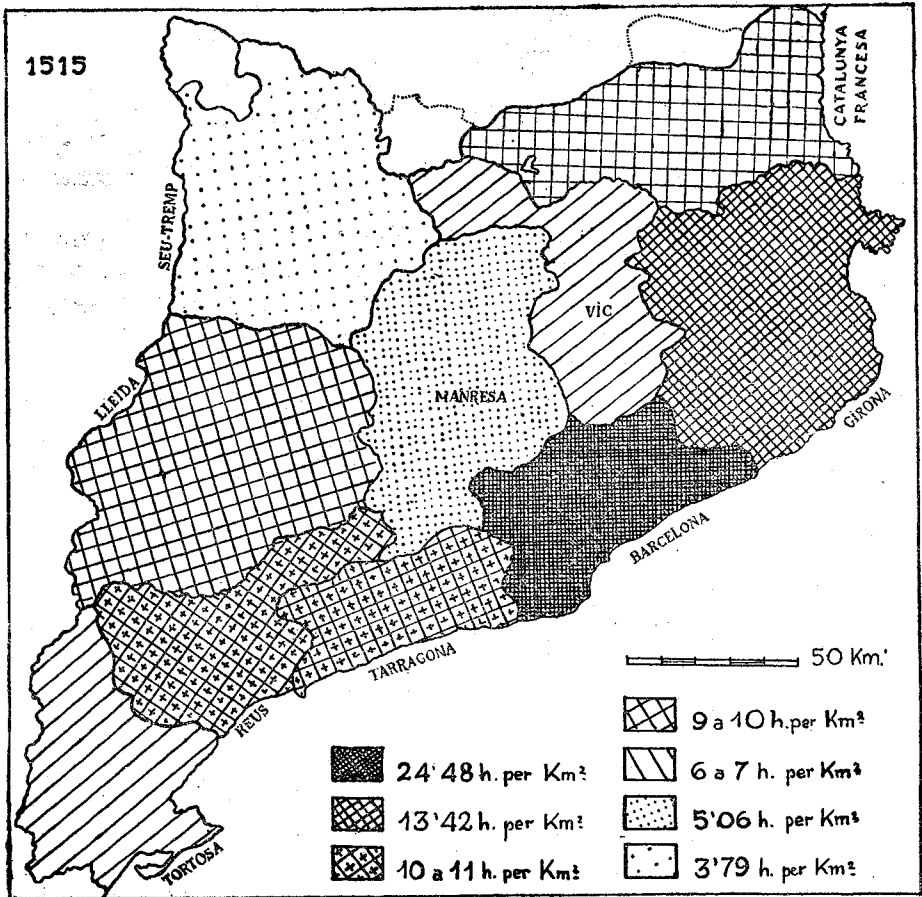 1515
CATALUNYA
FRANCESA
SEU-TREMP
VIC
LLEIDA
MANRESA
GIRONA
BARCELONA
TARRAGONA
REUS
TORTOSA
50 Km.'
24'48 h. per Km²
13'42 h. per Km²
10 a 11 h. per Km²
9 a 10 h. per Km²
6 a 7 h. per Km²
5'06 h. per Km²
3'79 h. per Km²